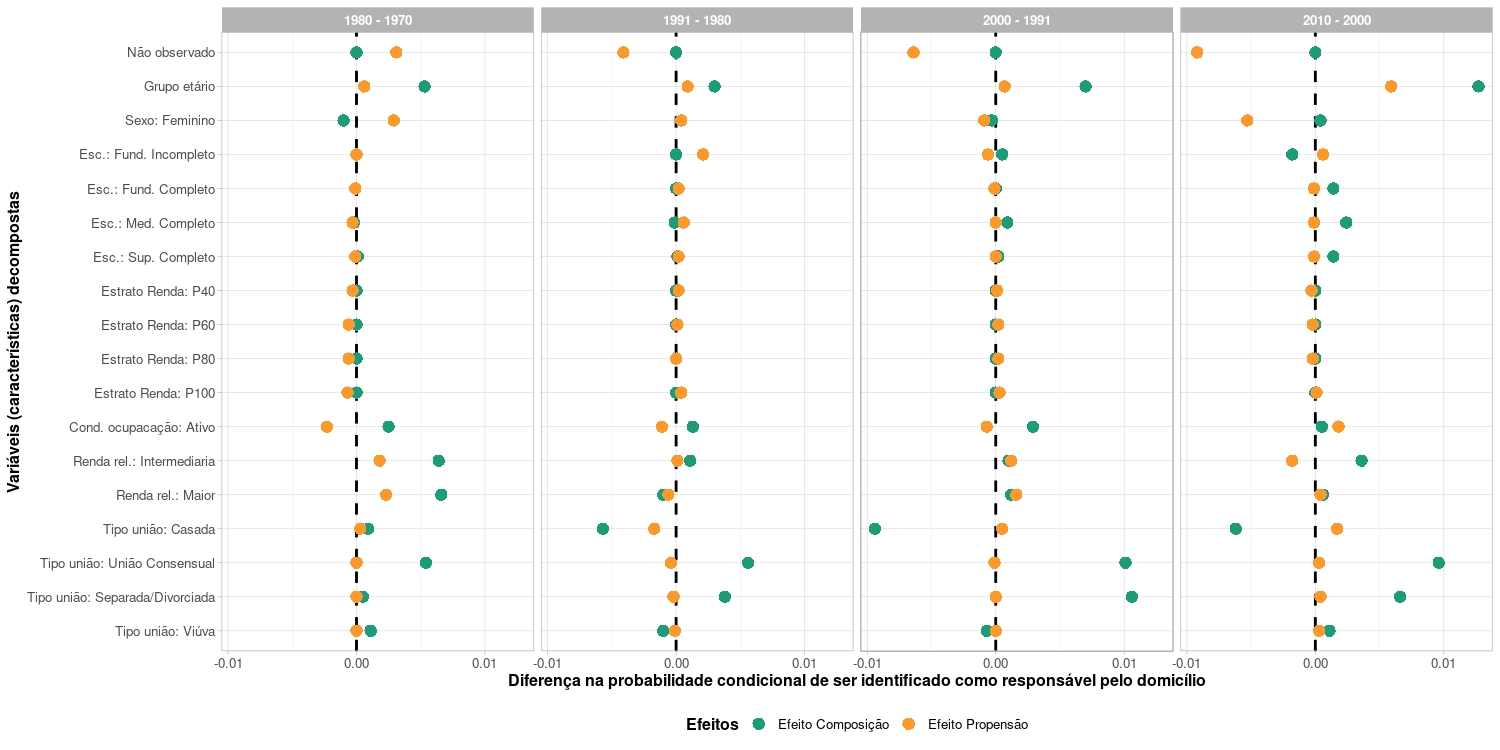 1980 - 1970 1991 - 1980 2000 - 1991 2010 - 2000
Não observado
Grupo etário
Sexo: Feminino
Esc.: Fund. Incompleto
Esc.: Fund. Completo
Esc.: Med. Completo
Esc.: Sup. Completo
Estrato Renda: P40
Estrato Renda: P60
Estrato Renda: P80
Estrato Renda: P100
Cond. ocupacação: Ativo
Renda rel.: Intermediaria
Renda rel.: Maior
Tipo união: Casada
Tipo união: União Consensual
Tipo união: Separada/Divorciada
Tipo união: Viúva
Variáveis (características) decompostas
-0.01 0.00 0.01 -0.01 0.00 0.01 -0.01 0.00 0.01 -0.01 0.00 0.01
Diferença na probabilidade condicional de ser identificado como responsável pelo domicílio
Efeitos Efeito Composição Efeito Propensão